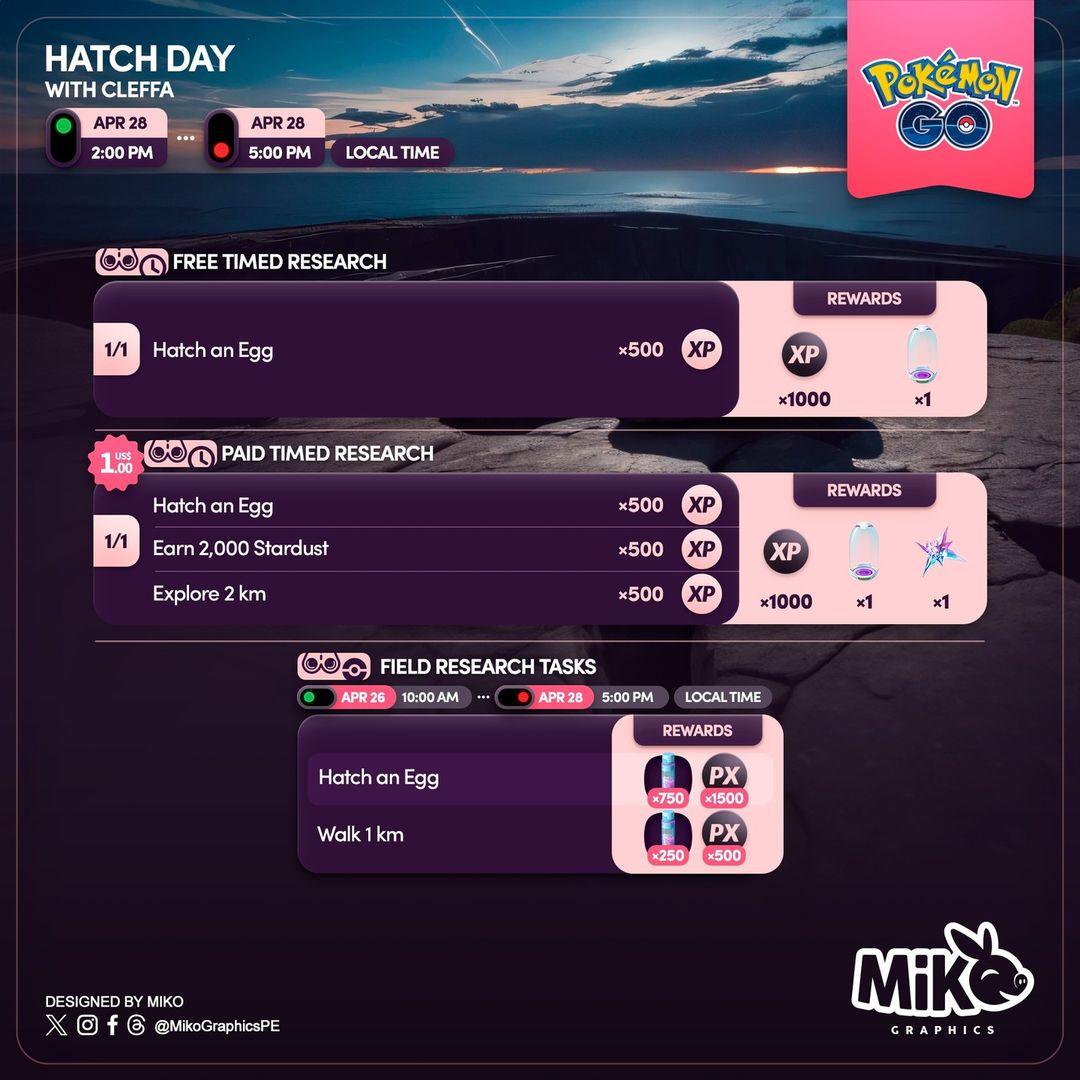 HATCH DAY
WITH CLEFFA
APR 28 ... APR 28
2:00 PM 5:00 PM LOCAL TIME
POKéMON
GO
FREE TIMED RESEARCH
REWARDS
1/1 Hatch an Egg ×500 XP
XP
×1000 ×1
1 US$ .00
PAID TIMED RESEARCH
REWARDS
Hatch an Egg ×500 XP
1/1 Earn 2,000 Stardust ×500 XP
Explore 2 km ×500 XP
XP
×1000 ×1 ×1
FIELD RESEARCH TASKS
APR 26 10:00 AM ... APR 28 5:00 PM LOCAL TIME
REWARDS
Hatch an Egg PX
×750 ×1500
Walk 1 km PX
×250 ×500
MiKO
GRAPHICS
DESIGNED BY MIKO
@MikoGraphicsPE